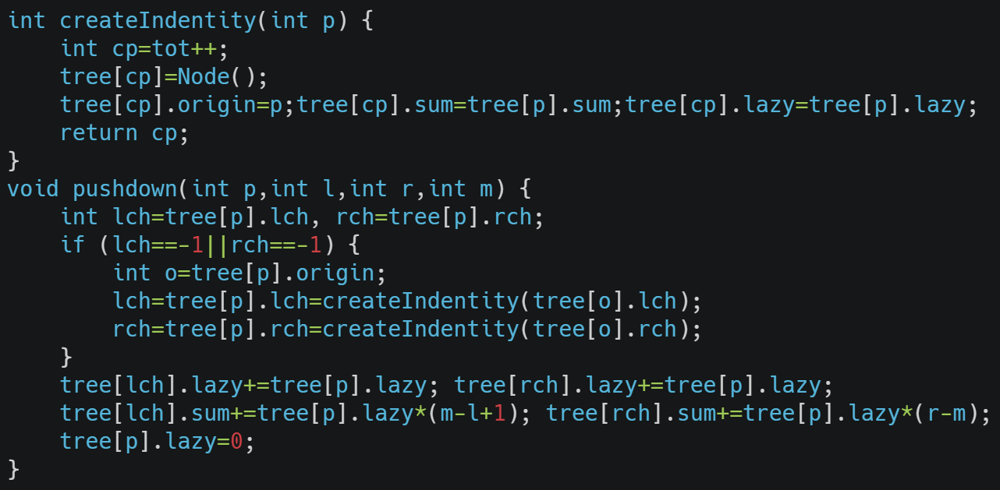 int createIndentity(int p) {
    int cp=tot++;
    tree[cp]=Node();
    tree[cp].origin=p;tree[cp].sum=tree[p].sum;tree[cp].lazy=tree[p].lazy;
    return cp;
}
void pushdown(int p,int l,int r,int m) {
    int lch=tree[p].lch, rch=tree[p].rch;
    if (lch==-1||rch==-1) {
        int o=tree[p].origin;
        lch=tree[p].lch=createIndentity(tree[o].lch);
        rch=tree[p].rch=createIndentity(tree[o].rch);
    }
    tree[lch].lazy+=tree[p].lazy; tree[rch].lazy+=tree[p].lazy;
    tree[lch].sum+=tree[p].lazy*(m-l+1); tree[rch].sum+=tree[p].lazy*(r-m);
    tree[p].lazy=0;
}